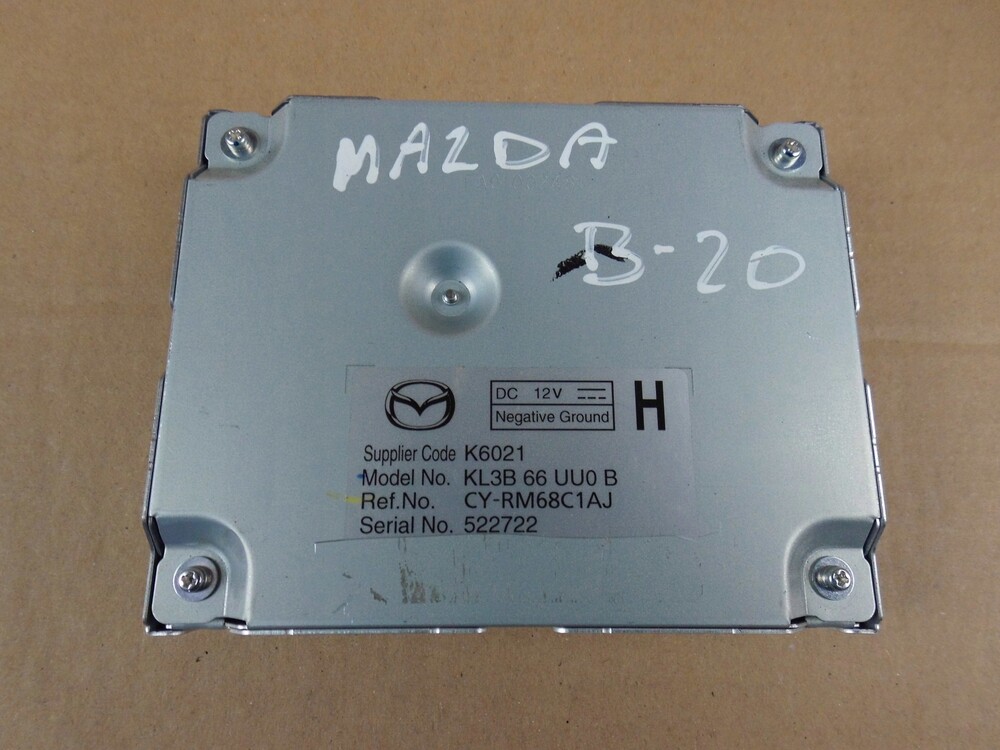 MAZDA
B-20
DC 12V
Negative Ground
H
Supplier Code K6021
Model No. KL3B 66 UU0 B
Ref.No. CY-RM68C1AJ
Serial No. 522722